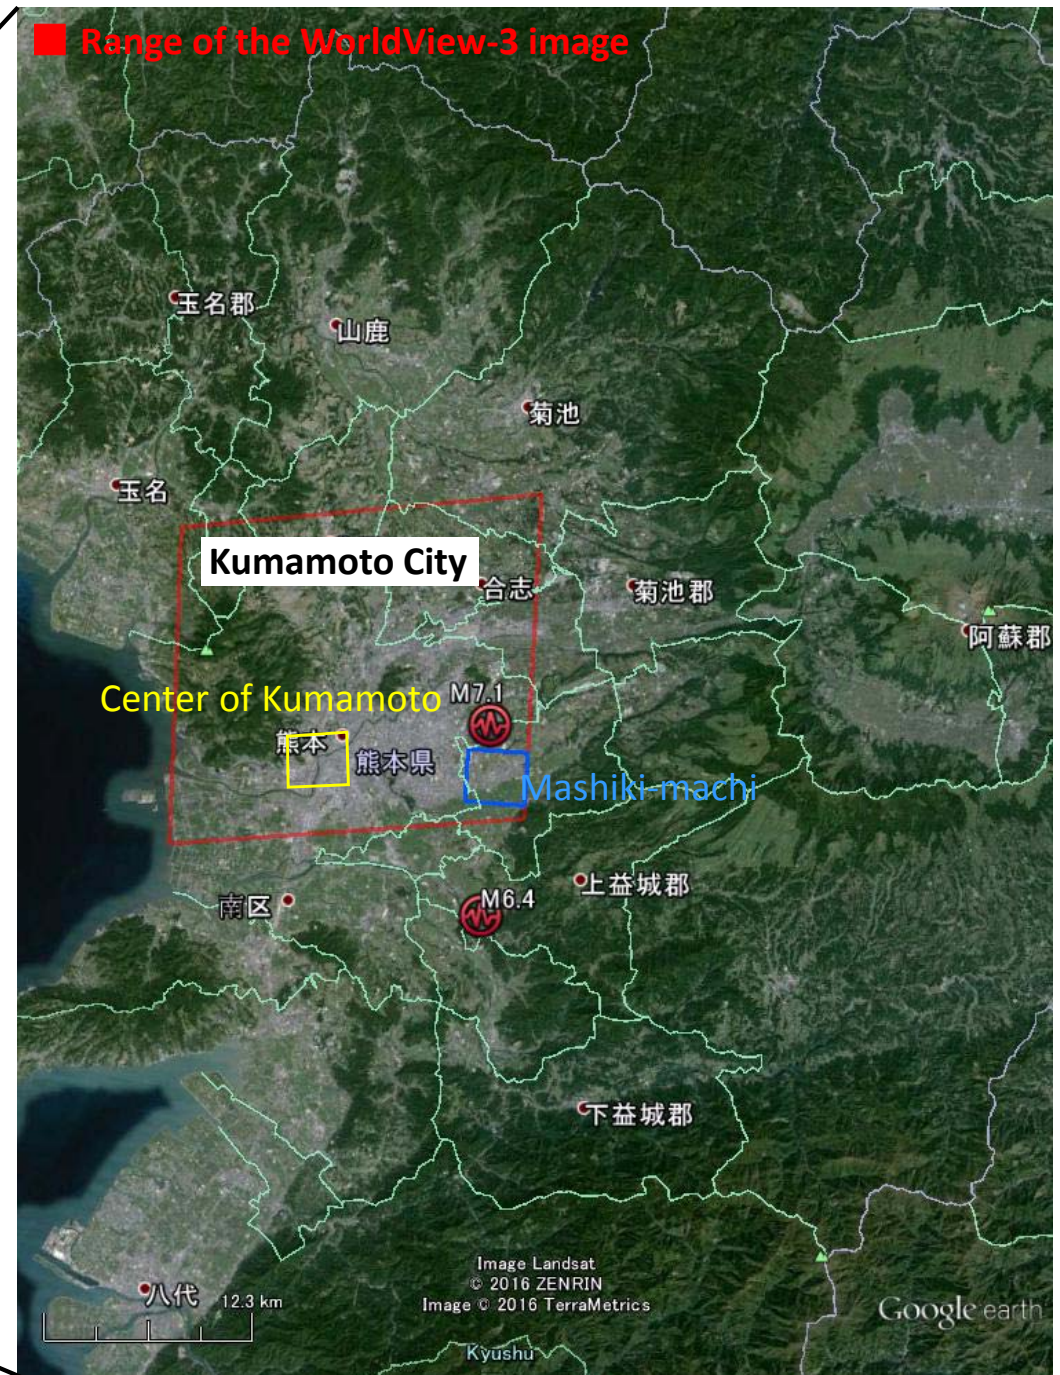 Range of the WorldView-3 image
玉名郡
山鹿
菊池
玉名
Kumamoto City
合志
菊池郡
阿蘇郡
Center of Kumamoto
M7.1
熊本
熊本県
Mashiki-machi
上益城郡
M6.4
南区
下益城郡
Image Landsat
© 2016 ZENRIN
Image © 2016 TerraMetrics
八代
12.3 km
Google earth
Kyushu